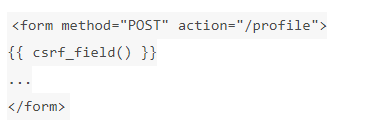 <form method="POST" action="/profile">
{{ csrf_field() }}
...
</form>